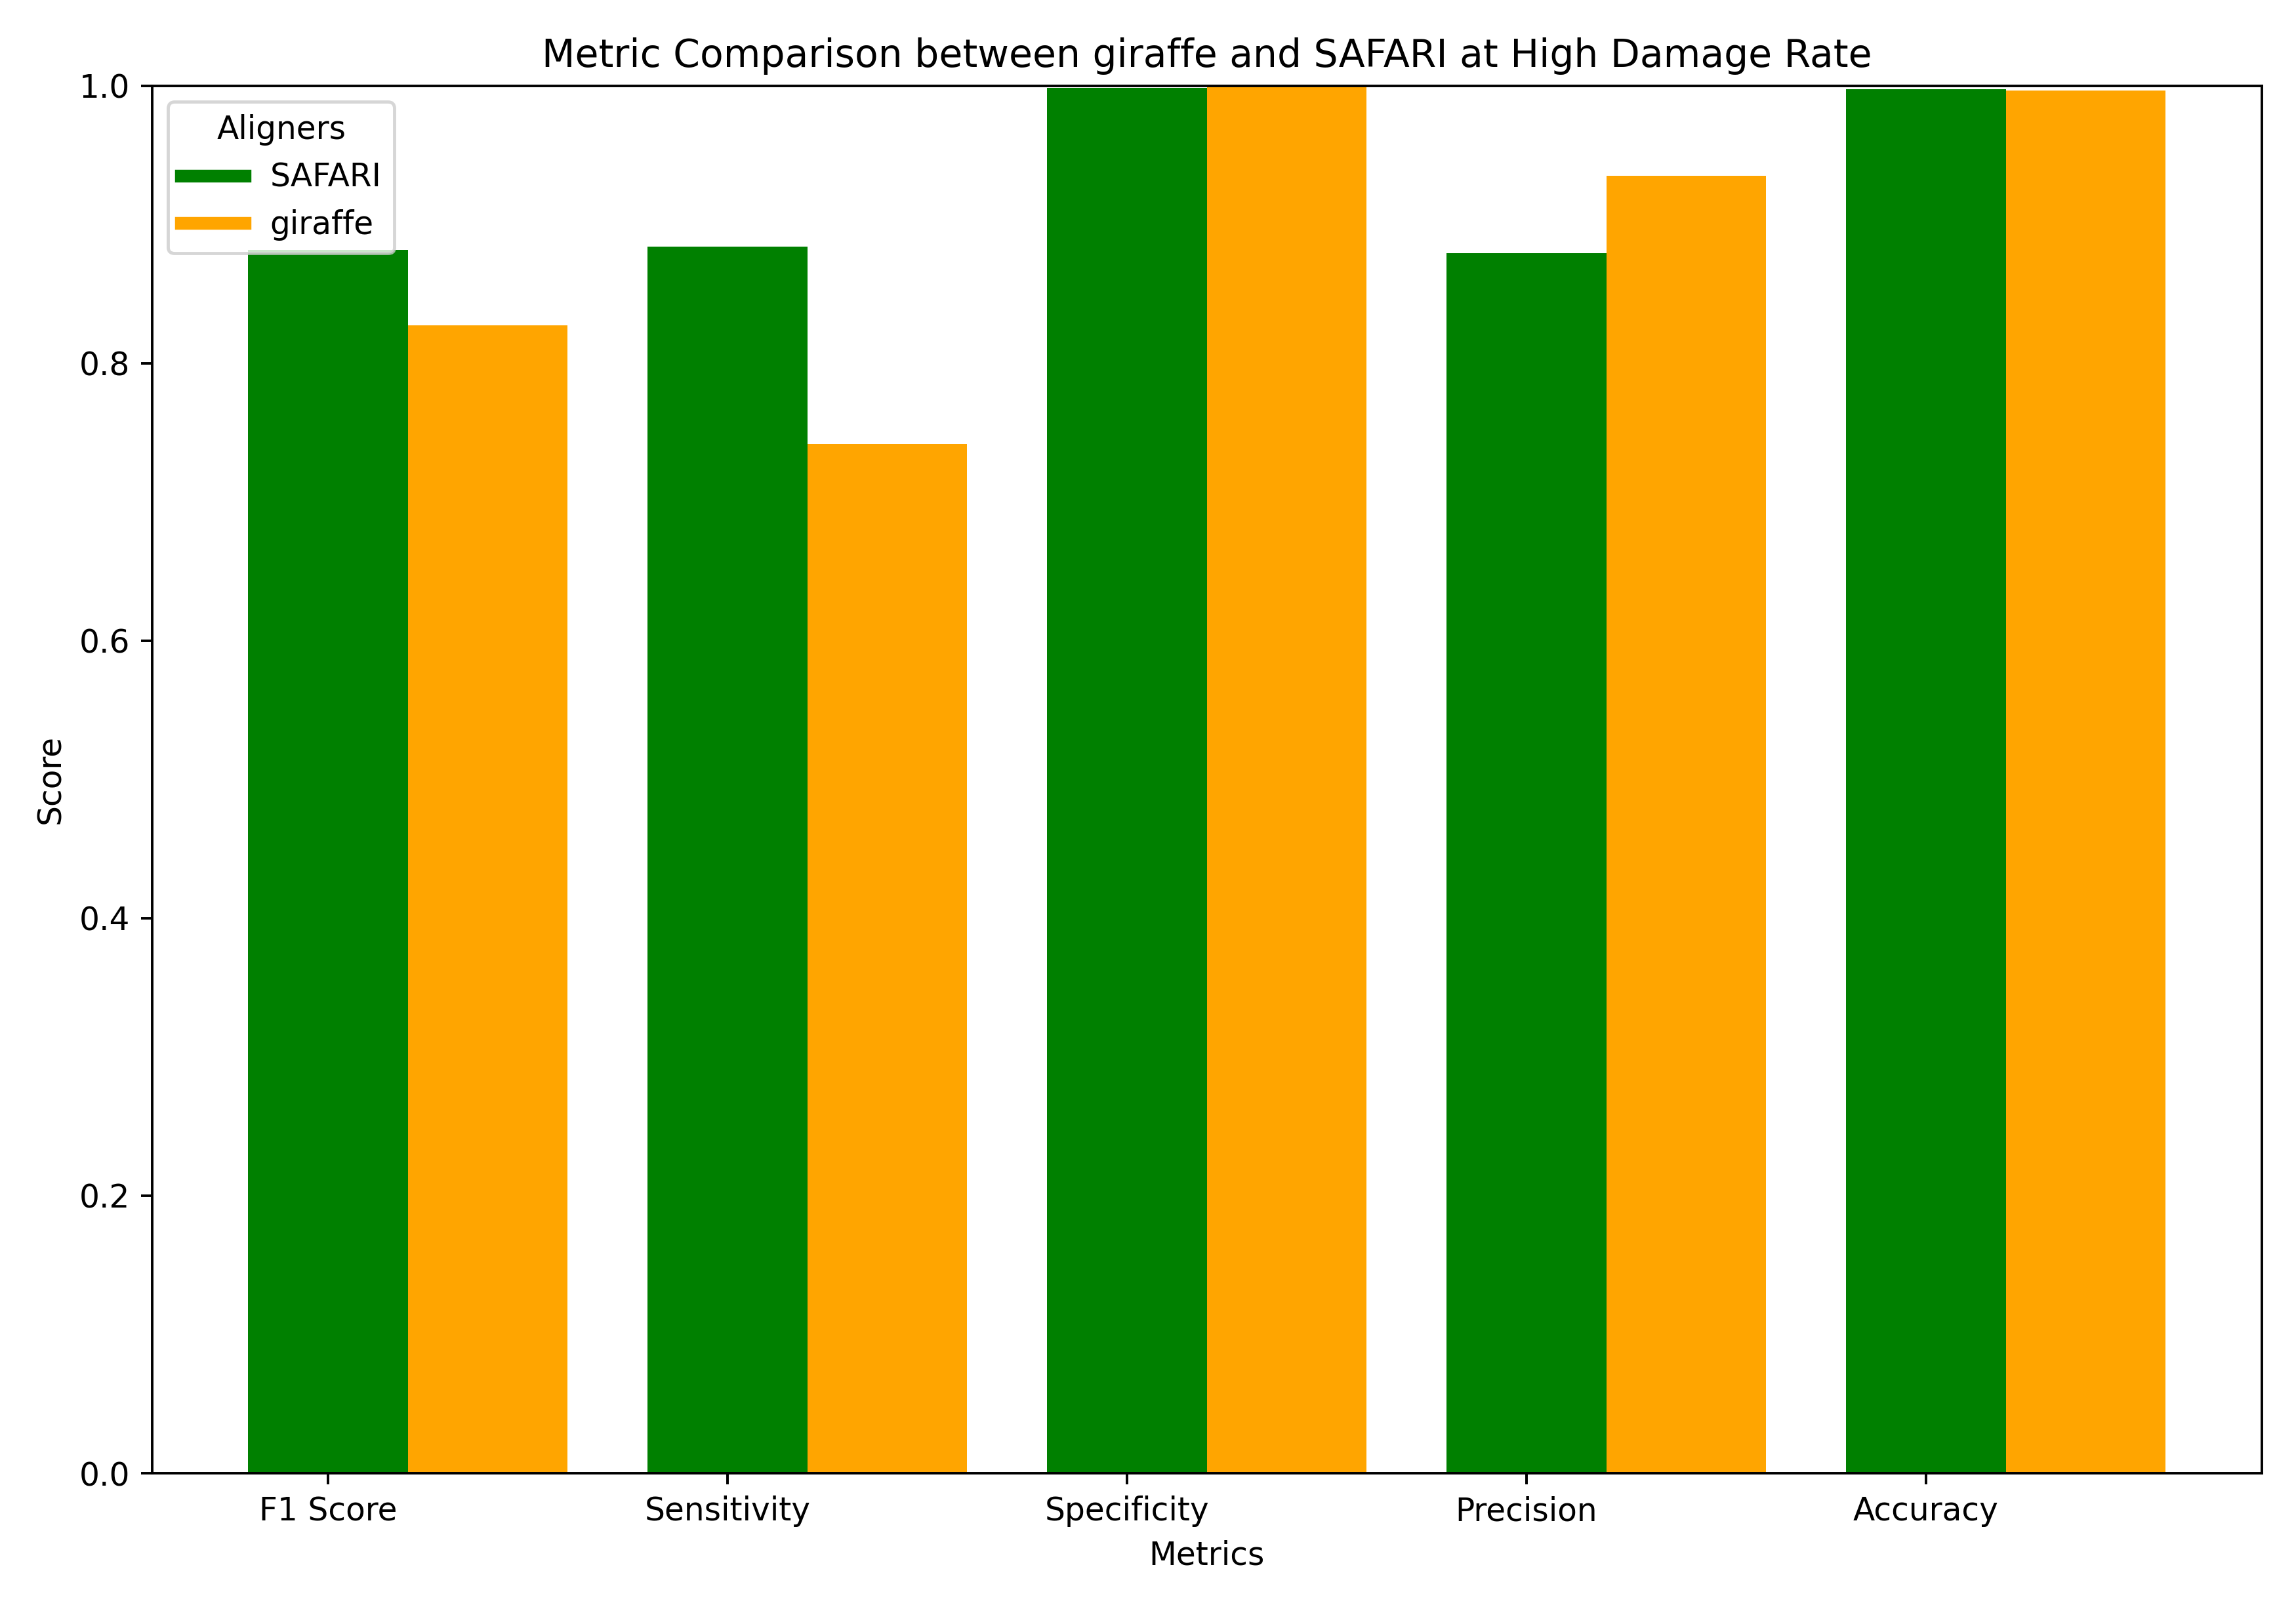 Metric Comparison between giraffe and SAFARI at High Damage Rate
Aligners
SAFARI
giraffe
Score
1.0
0.8
0.6
0.4
0.2
0.0
F1 Score
Sensitivity
Specificity
Precision
Accuracy
Metrics